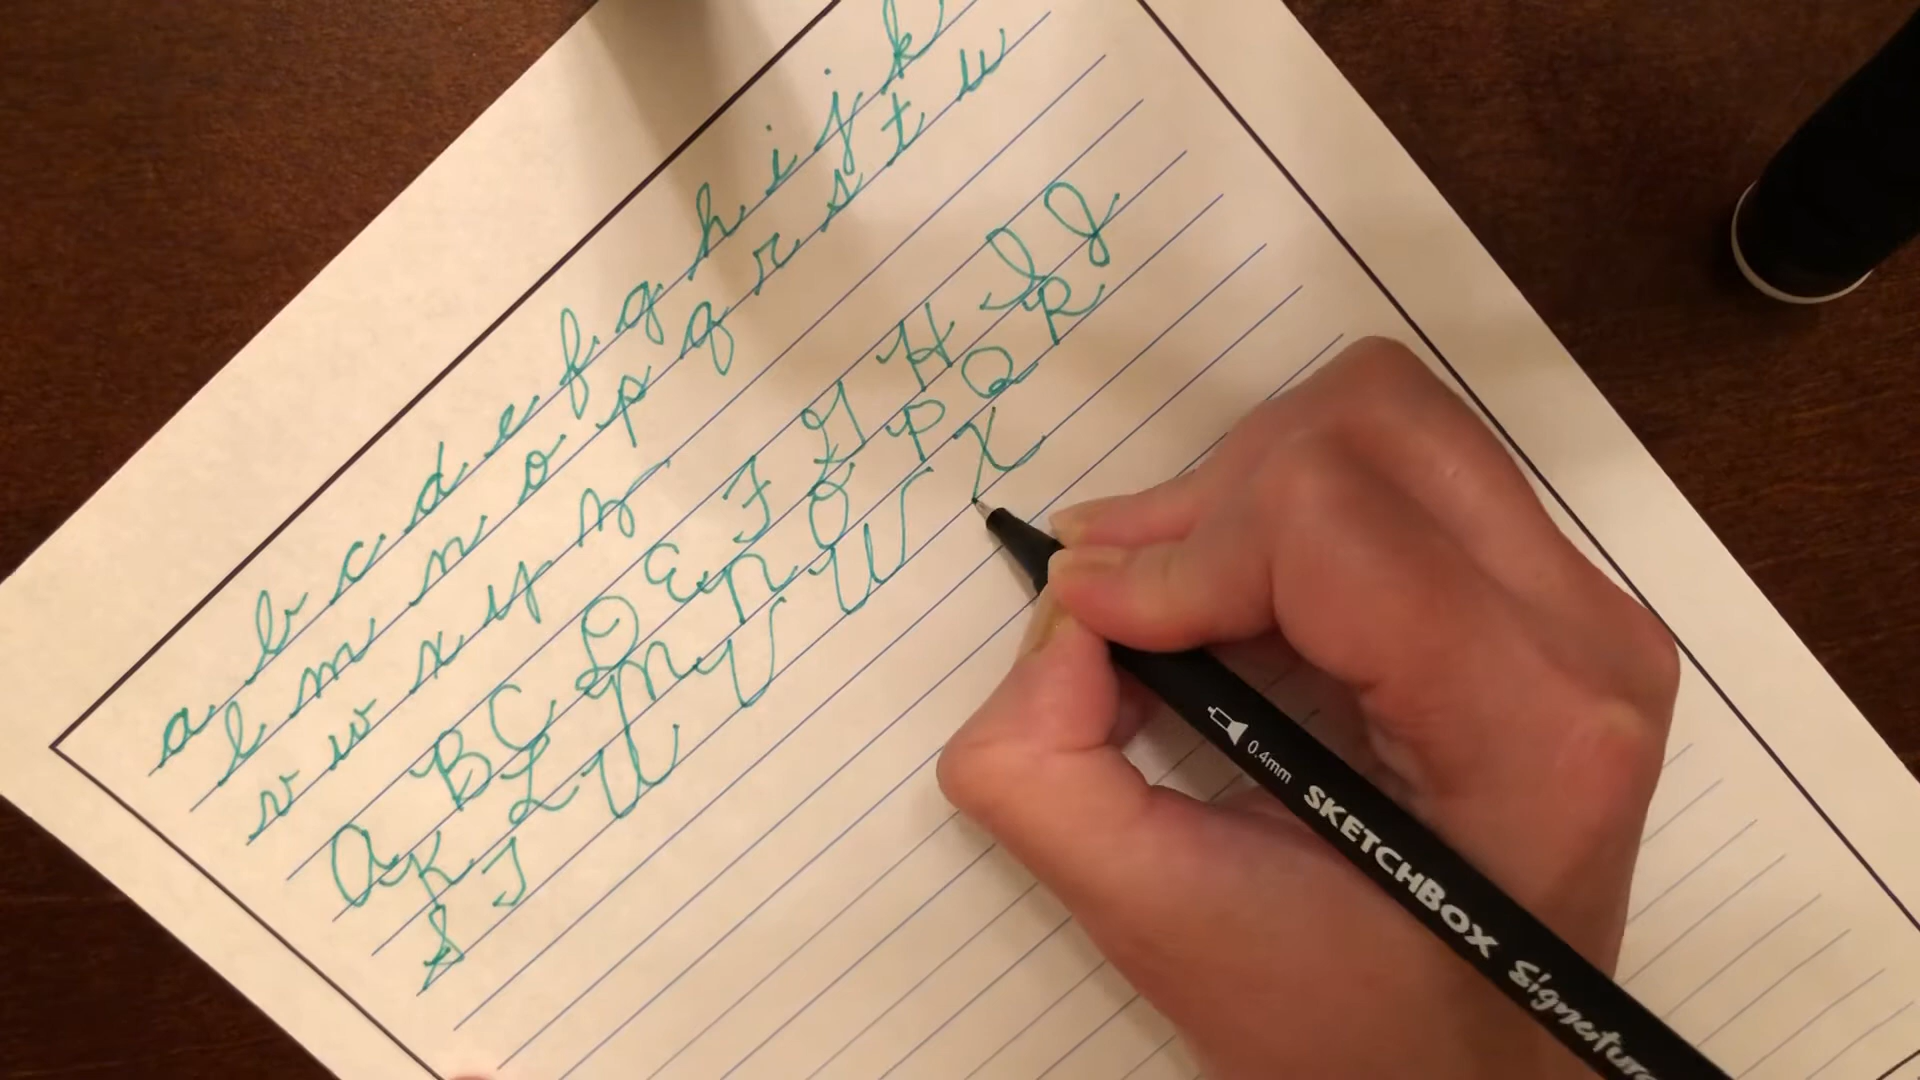 a b c d e f g h i j k
l m n o p q r s t u
v w x y z
A B C D E F G H I J
K L M N O P Q R
S T U V W X
0.4mm SKETCHBOX Signature